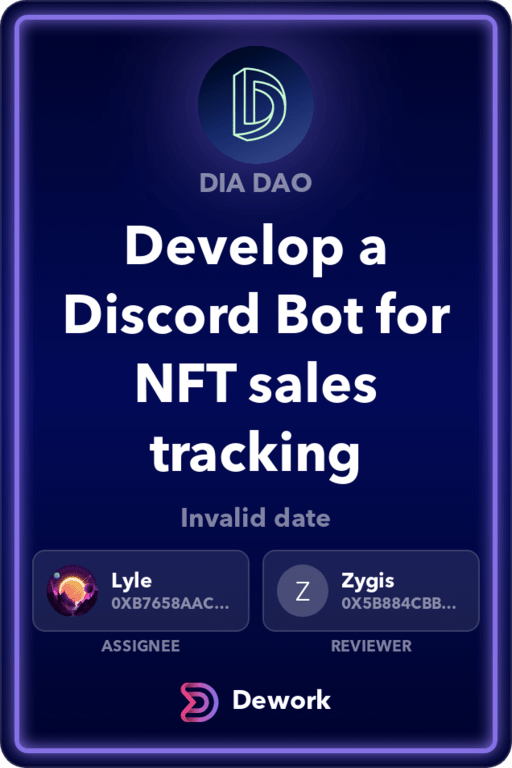 DIA DAO
Develop a
Discord Bot for
NFT sales
tracking
Invalid date
Lyle
0XB7658AAC...
ASSIGNEE
Z
Zygis
0X5B884CBB...
REVIEWER
Dework